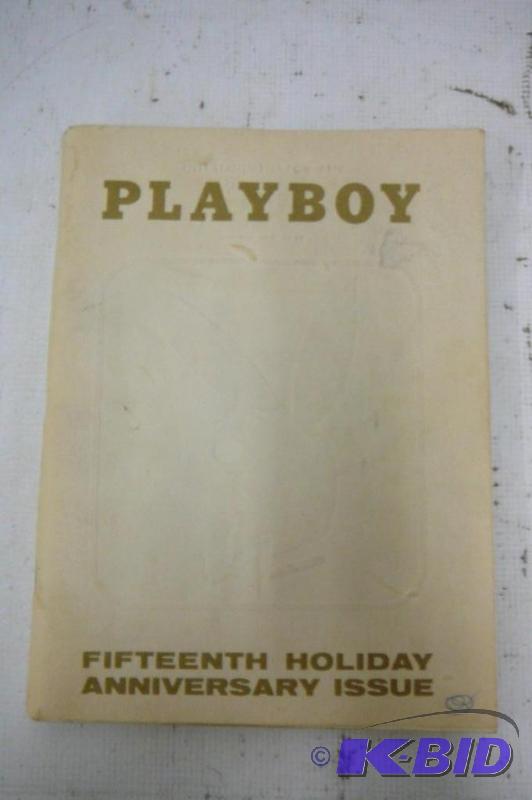 PLAYBOY
FIFTEENTH HOLIDAY
ANNIVERSARY ISSUE
© K-BID